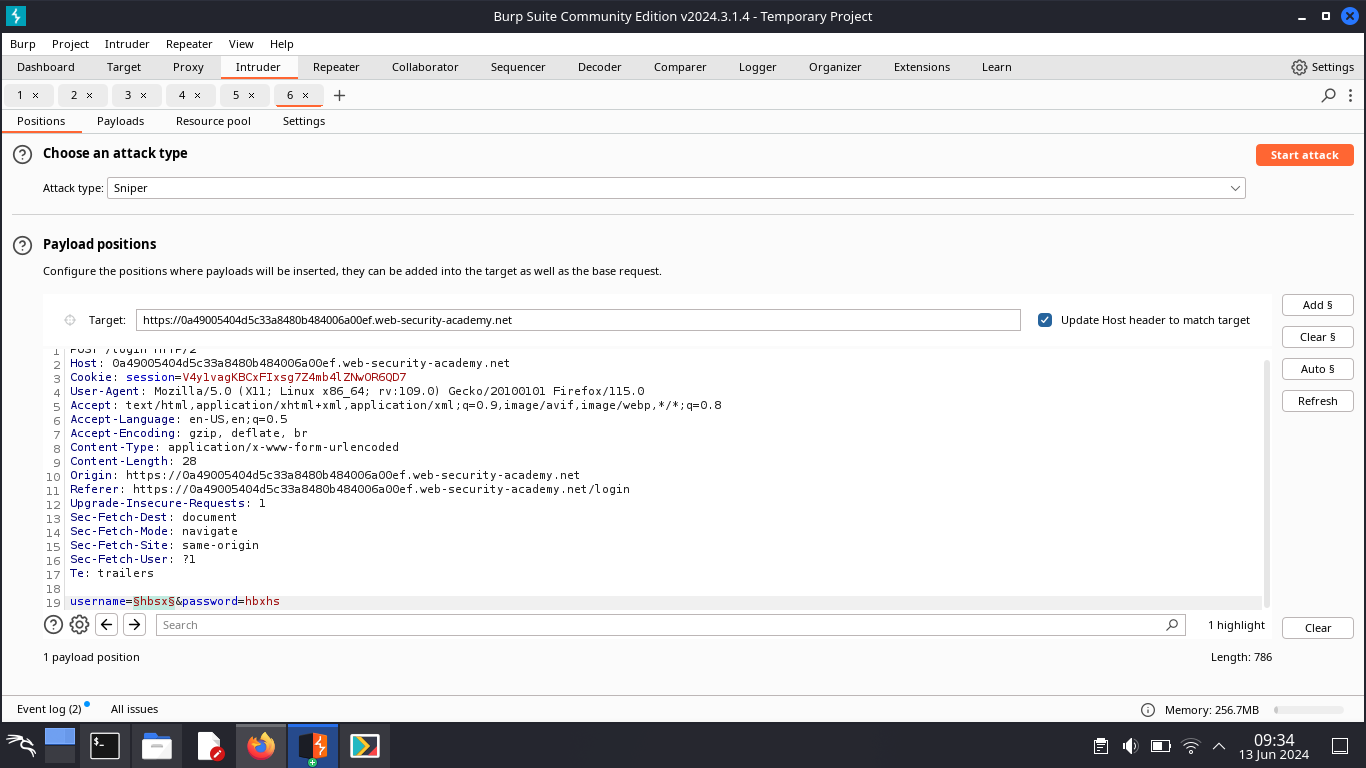 Burp Suite Community Edition v2024.3.1.4 - Temporary Project
Burp Project Intruder Repeater View Help
Dashboard Target Proxy Intruder Repeater Collaborator Sequencer Decoder Comparer Logger Organizer Extensions Learn Settings
1 × 2 × 3 × 4 × 5 × 6 × +
Positions Payloads Resource pool Settings
? Choose an attack type Start attack
Attack type: Sniper
? Payload positions
Configure the positions where payloads will be inserted, they can be added into the target as well as the base request.
Add §
Target: https://0a49005404d5c33a8480b484006a00ef.web-security-academy.net Update Host header to match target
Clear §
1 POST /login HTTP/2
2 Host: 0a49005404d5c33a8480b484006a00ef.web-security-academy.net
Auto §
3 Cookie: session=V4y1vagKBCxFIxsg7Z4mb4lZNwOR6QD7
4 User-Agent: Mozilla/5.0 (X11; Linux x86_64; rv:109.0) Gecko/20100101 Firefox/115.0
Refresh
5 Accept: text/html,application/xhtml+xml,application/xml;q=0.9,image/avif,image/webp,*/*;q=0.8
6 Accept-Language: en-US,en;q=0.5
7 Accept-Encoding: gzip, deflate, br
8 Content-Type: application/x-www-form-urlencoded
9 Content-Length: 28
10 Origin: https://0a49005404d5c33a8480b484006a00ef.web-security-academy.net
11 Referer: https://0a49005404d5c33a8480b484006a00ef.web-security-academy.net/login
12 Upgrade-Insecure-Requests: 1
13 Sec-Fetch-Dest: document
14 Sec-Fetch-Mode: navigate
15 Sec-Fetch-Site: same-origin
16 Sec-Fetch-User: ?1
17 Te: trailers
18
19 username=§hbsx§&password=hbxhs
? Search 1 highlight Clear
1 payload position Length: 786
Event log (2) All issues Memory: 256.7MB
09:34
13 Jun 2024